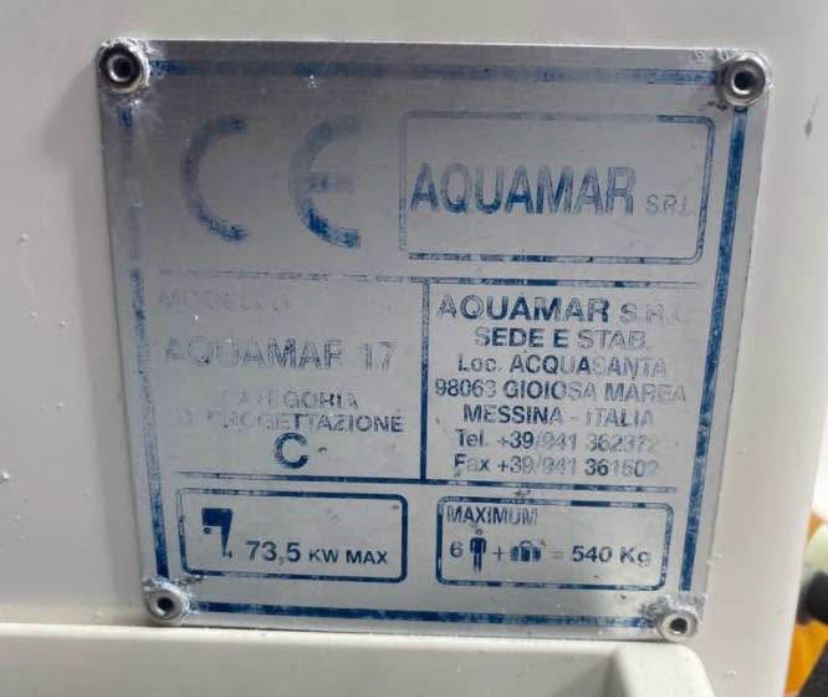 CE
AQUAMAR S.R.L.
MODELLO
AQUAMAR 17
CATEGORIA
DI PROGETTAZIONE
C
AQUAMAR S.R.L.
SEDE E STAB.
Loc. ACQUASANTA
98063 GIOIOSA MAREA
MESSINA - ITALIA
Tel. +39/941 362372
Fax +39/941 361502
73,5 KW MAX
MAXIMUM
6 + = 540 Kg